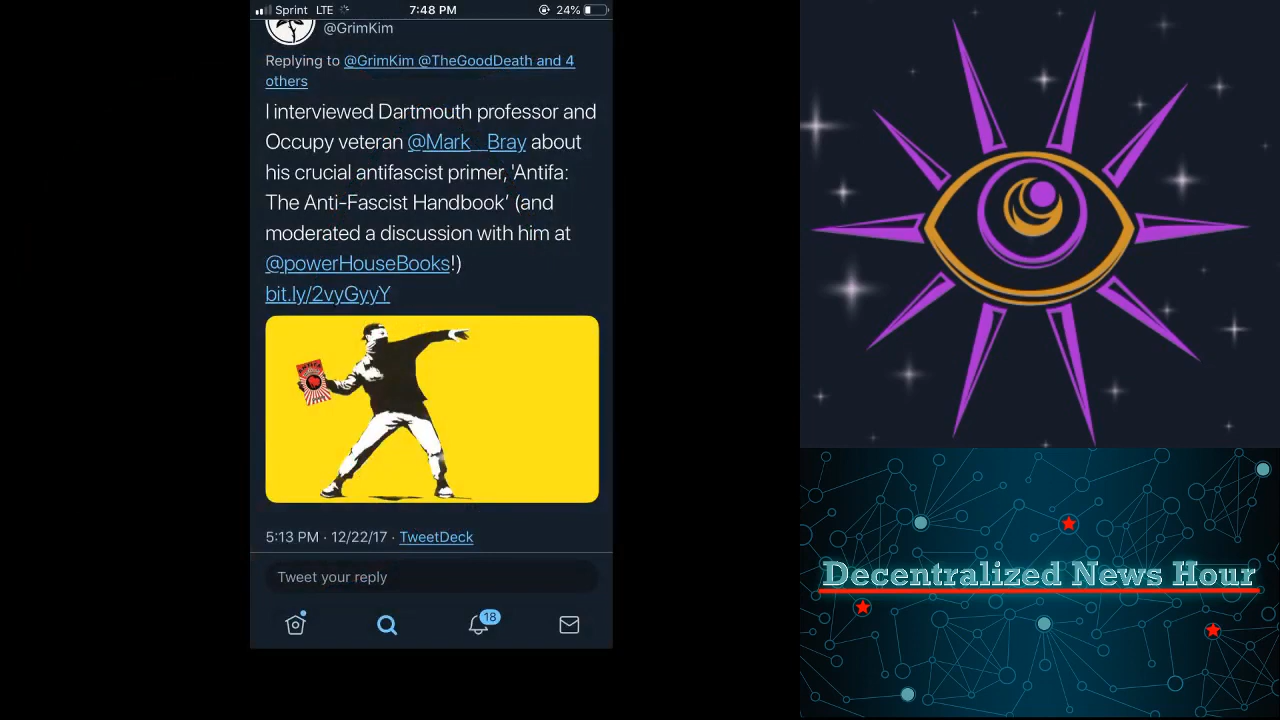 Sprint LTE 7:48 PM 24%
@GrimKim
Replying to @GrimKim @TheGoodDeath and 4
others
I interviewed Dartmouth professor and
Occupy veteran @Mark__Bray about
his crucial antifascist primer, 'Antifa:
The Anti-Fascist Handbook' (and
moderated a discussion with him at
@powerHouseBooks!)
bit.ly/2vyGyyY
ANTIFA
5:13 PM · 12/22/17 · TweetDeck
Tweet your reply
18
Decentralized News Hour